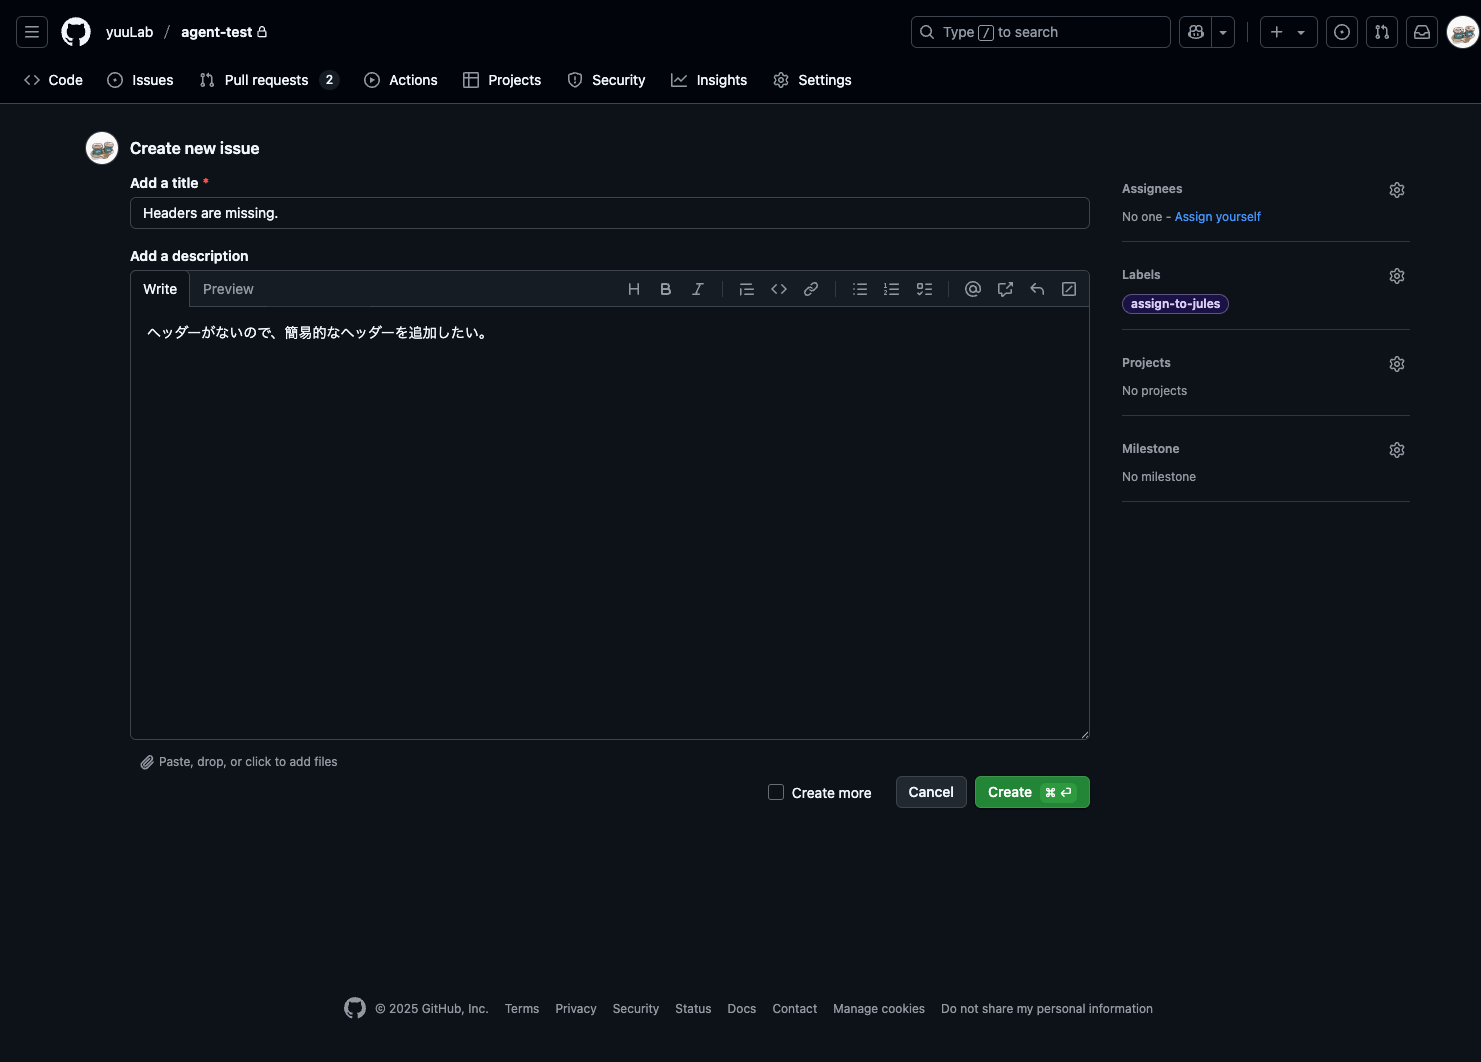 yuuLab / agent-test
Type / to search
Code Issues Pull requests 2 Actions Projects Security Insights Settings
Create new issue
Add a title *
Headers are missing.
Add a description
Write Preview
ヘッダーがないので、簡易的なヘッダーを追加したい。
Paste, drop, or click to add files
Create more Cancel Create ⌘ ⏎
Assignees
No one - Assign yourself
Labels
assign-to-jules
Projects
No projects
Milestone
No milestone
© 2025 GitHub, Inc. Terms Privacy Security Status Docs Contact Manage cookies Do not share my personal information